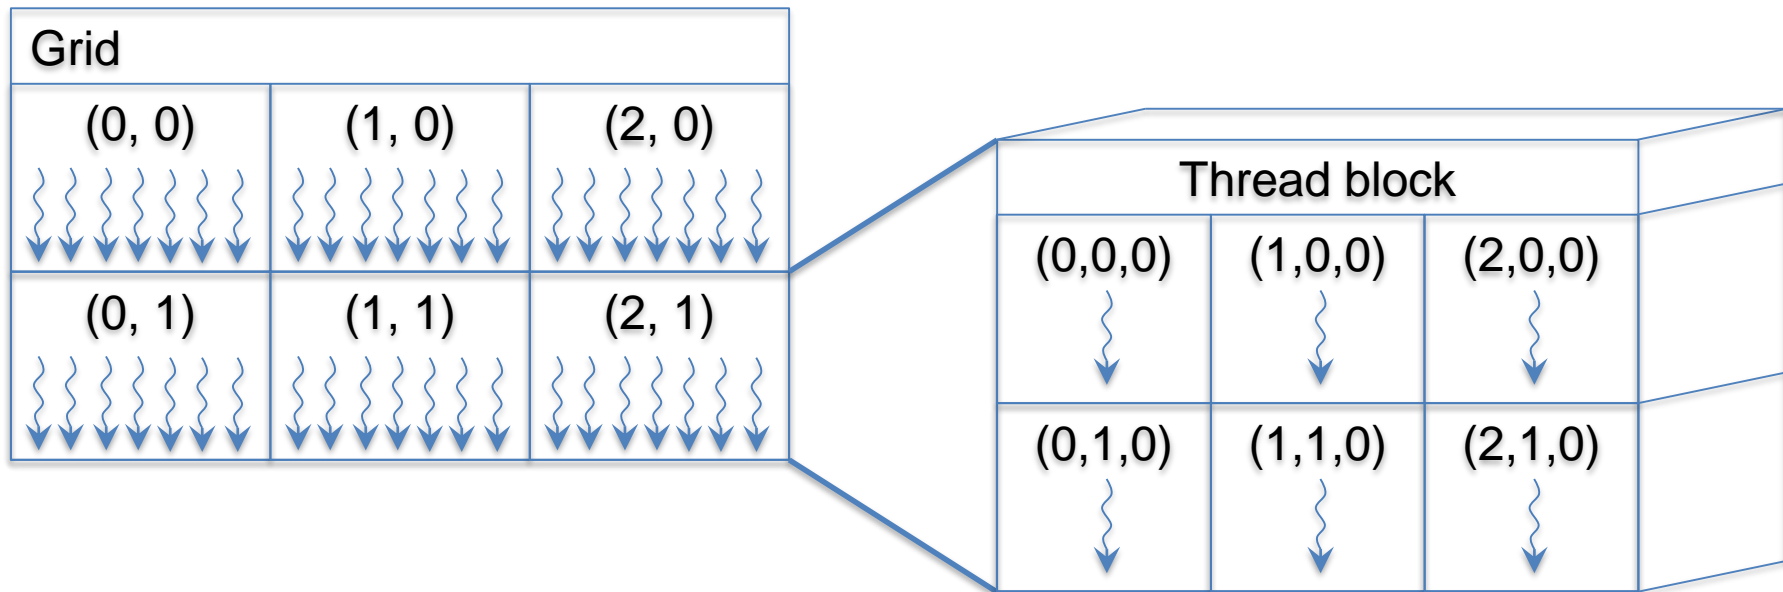 Grid
(0, 0) (1, 0) (2, 0)
(0, 1) (1, 1) (2, 1)
Thread block
(0,0,0) (1,0,0) (2,0,0)
(0,1,0) (1,1,0) (2,1,0)